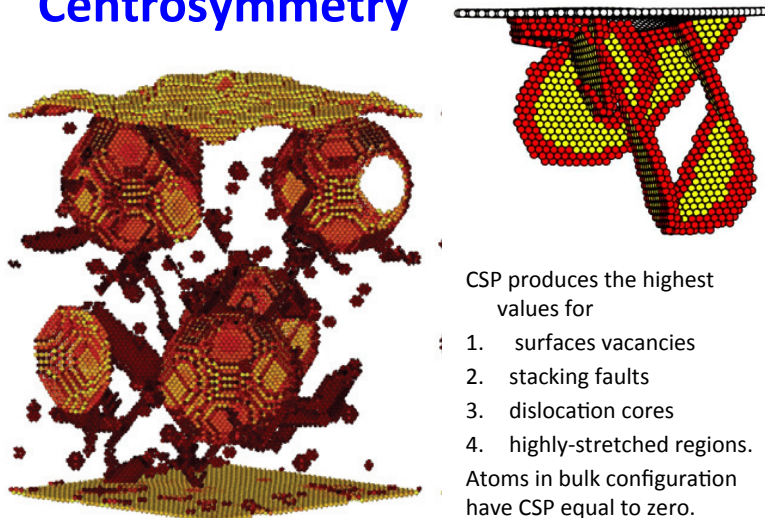 Centrosymmetry
CSP produces the highest
values for
1. surfaces vacancies
2. stacking faults
3. dislocation cores
4. highly-stretched regions.
Atoms in bulk configuration
have CSP equal to zero.